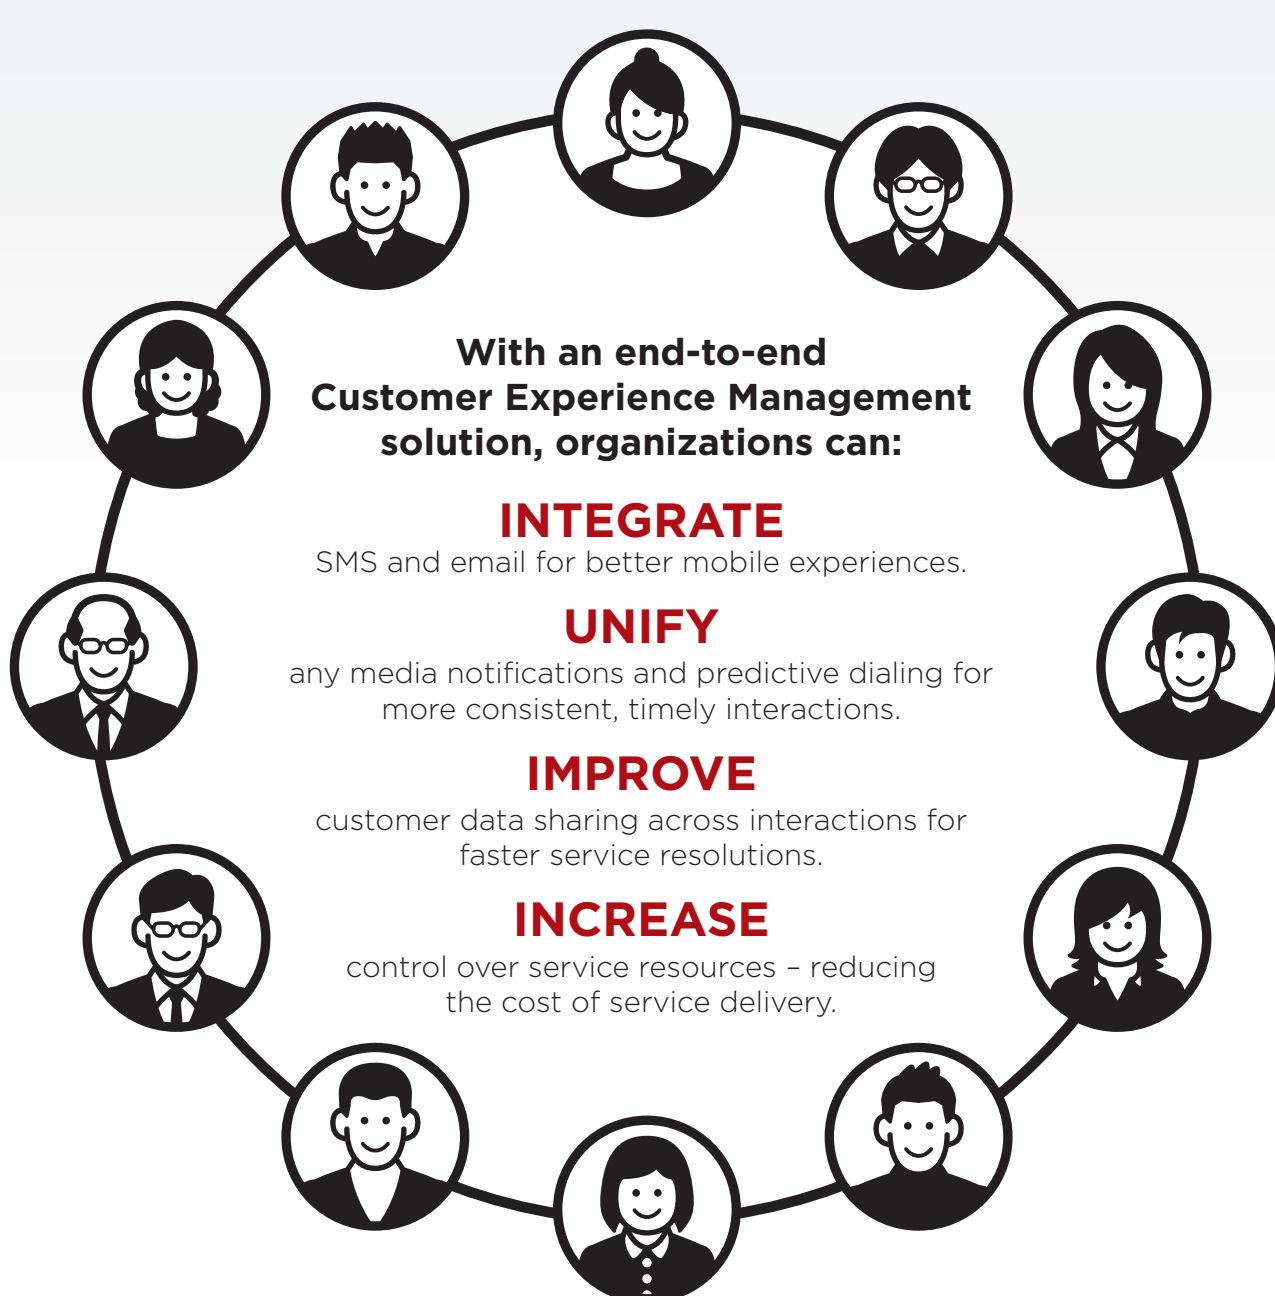 With an end-to-end
Customer Experience Management
solution, organizations can:
INTEGRATE
SMS and email for better mobile experiences.
UNIFY
any media notifications and predictive dialing for
more consistent, timely interactions.
IMPROVE
customer data sharing across interactions for
faster service resolutions.
INCREASE
control over service resources – reducing
the cost of service delivery.